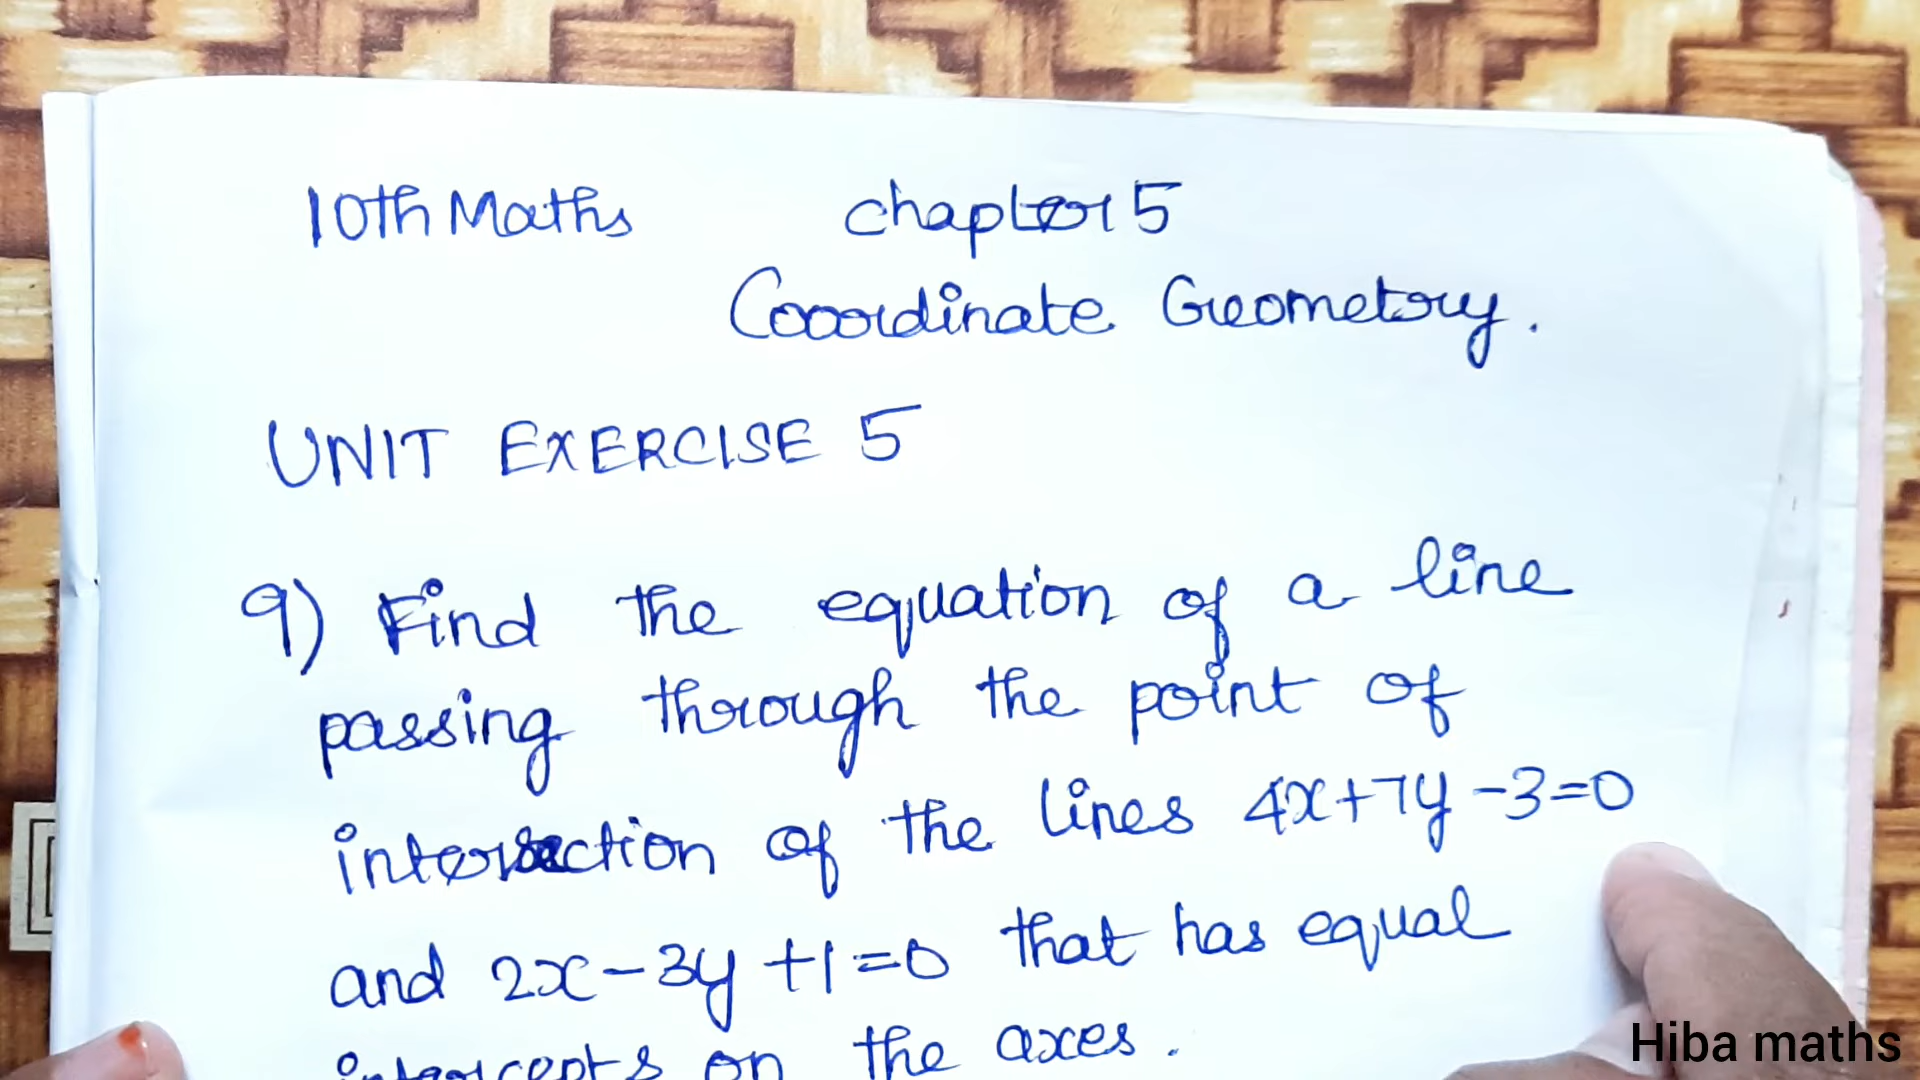 10th Maths chapter 5
Coordinate Geometry.
UNIT EXERCISE 5
9) Find the equation of a line
passing through the point of
intersection of the lines 4x+7y-3=0
and 2x-3y+1=0 that has equal
intercepts on the axes.
Hiba maths